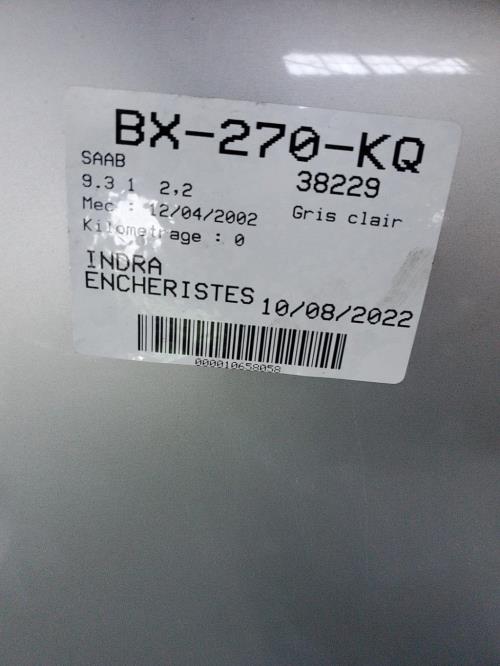 BX-270-KQ
SAAB 38229
9.3 1 2,2
Mec : 12/04/2002 Gris clair
Kilometrage : 0
INDRA
ENCHERISTES 10/08/2022
000010658058